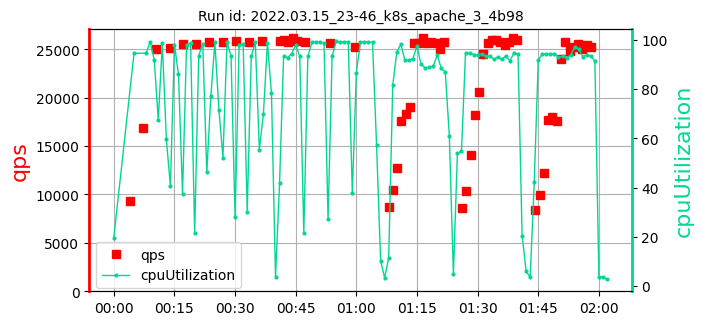 Run id: 2022.03.15_23-46_k8s_apache_3_4b98
25000
20000
15000
10000
5000
0
qps
100
80
60
40
20
0
cpuUtilization
qps
cpuUtilization
00:00 00:15 00:30 00:45 01:00 01:15 01:30 01:45 02:00